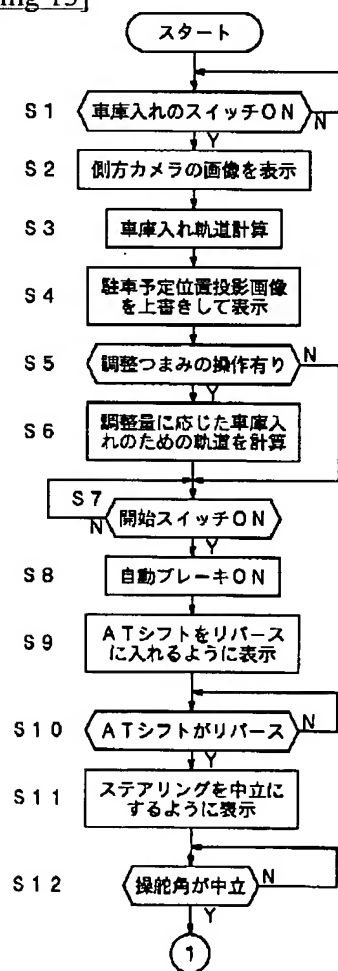 ing 15]
スタート
S1 車庫入れのスイッチON N
Y
S2 側方カメラの画像を表示
S3 車庫入れ軌道計算
S4 駐車予定位置投影画像
を上書きして表示
S5 調整つまみの操作有り N
Y
S6 調整量に応じた車庫入
れのための軌道を計算
S7 開始スイッチON N
Y
S8 自動ブレーキON
S9 ATシフトをリバース
に入れるように表示
S10 ATシフトがリバース N
Y
S11 ステアリングを中立に
するように表示
S12 操舵角が中立 N
Y
1